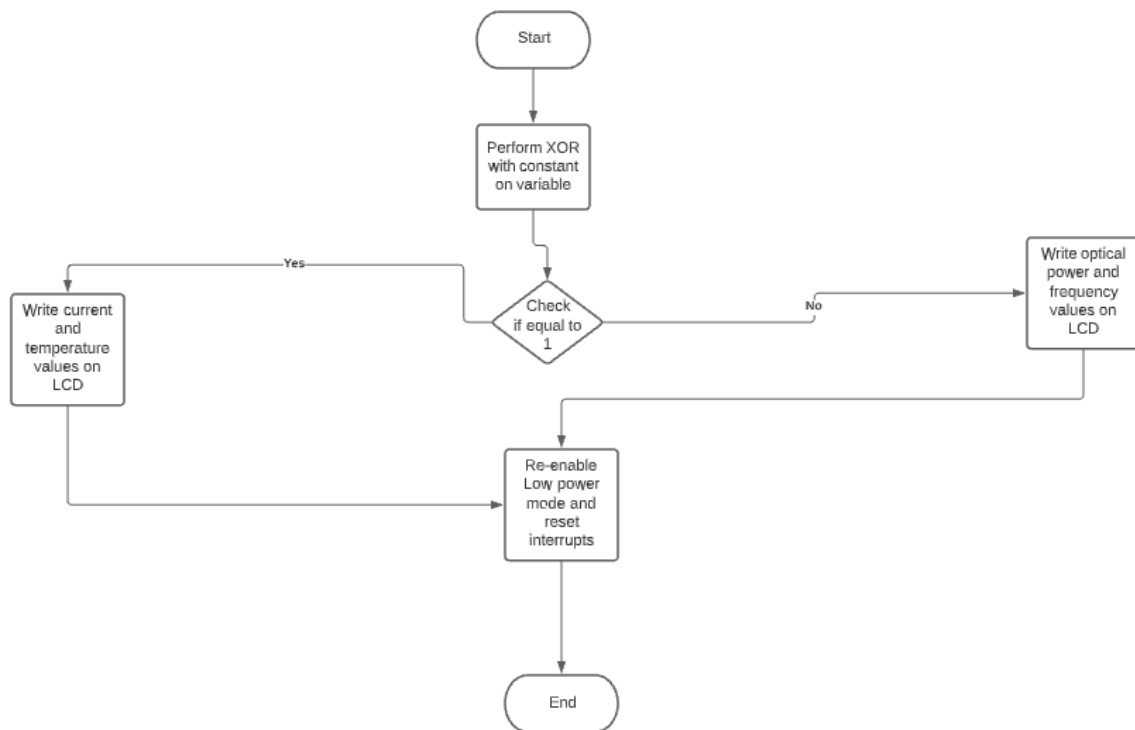 Start
Perform XOR
with constant
on variable
Yes
Check
if equal to
1
No
Write current
and
temperature
values on
LCD
Write optical
power and
frequency
values on
LCD
Re-enable
Low power
mode and
reset
interrupts
End